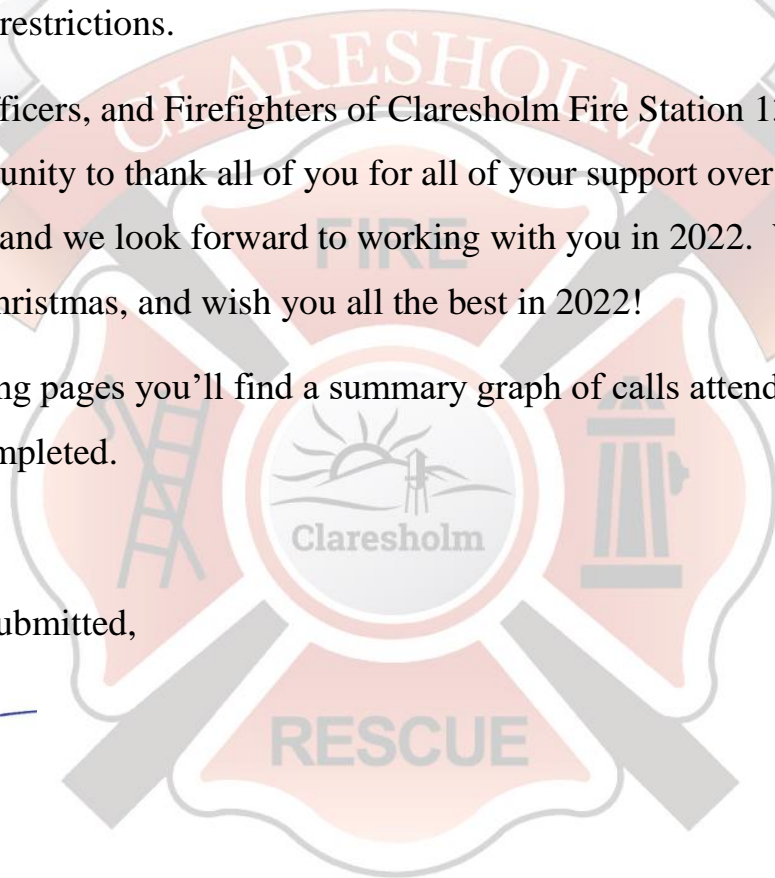 restrictions.
CLARESHOLM
fficers, and Firefighters of Claresholm Fire Station 1
unity to thank all of you for all of your support over
FIRE
and we look forward to working with you in 2022.
hristmas, and wish you all the best in 2022!
ng pages you’ll find a summary graph of calls attend
mpleted.
Claresholm
ubmitted,
RESCUE